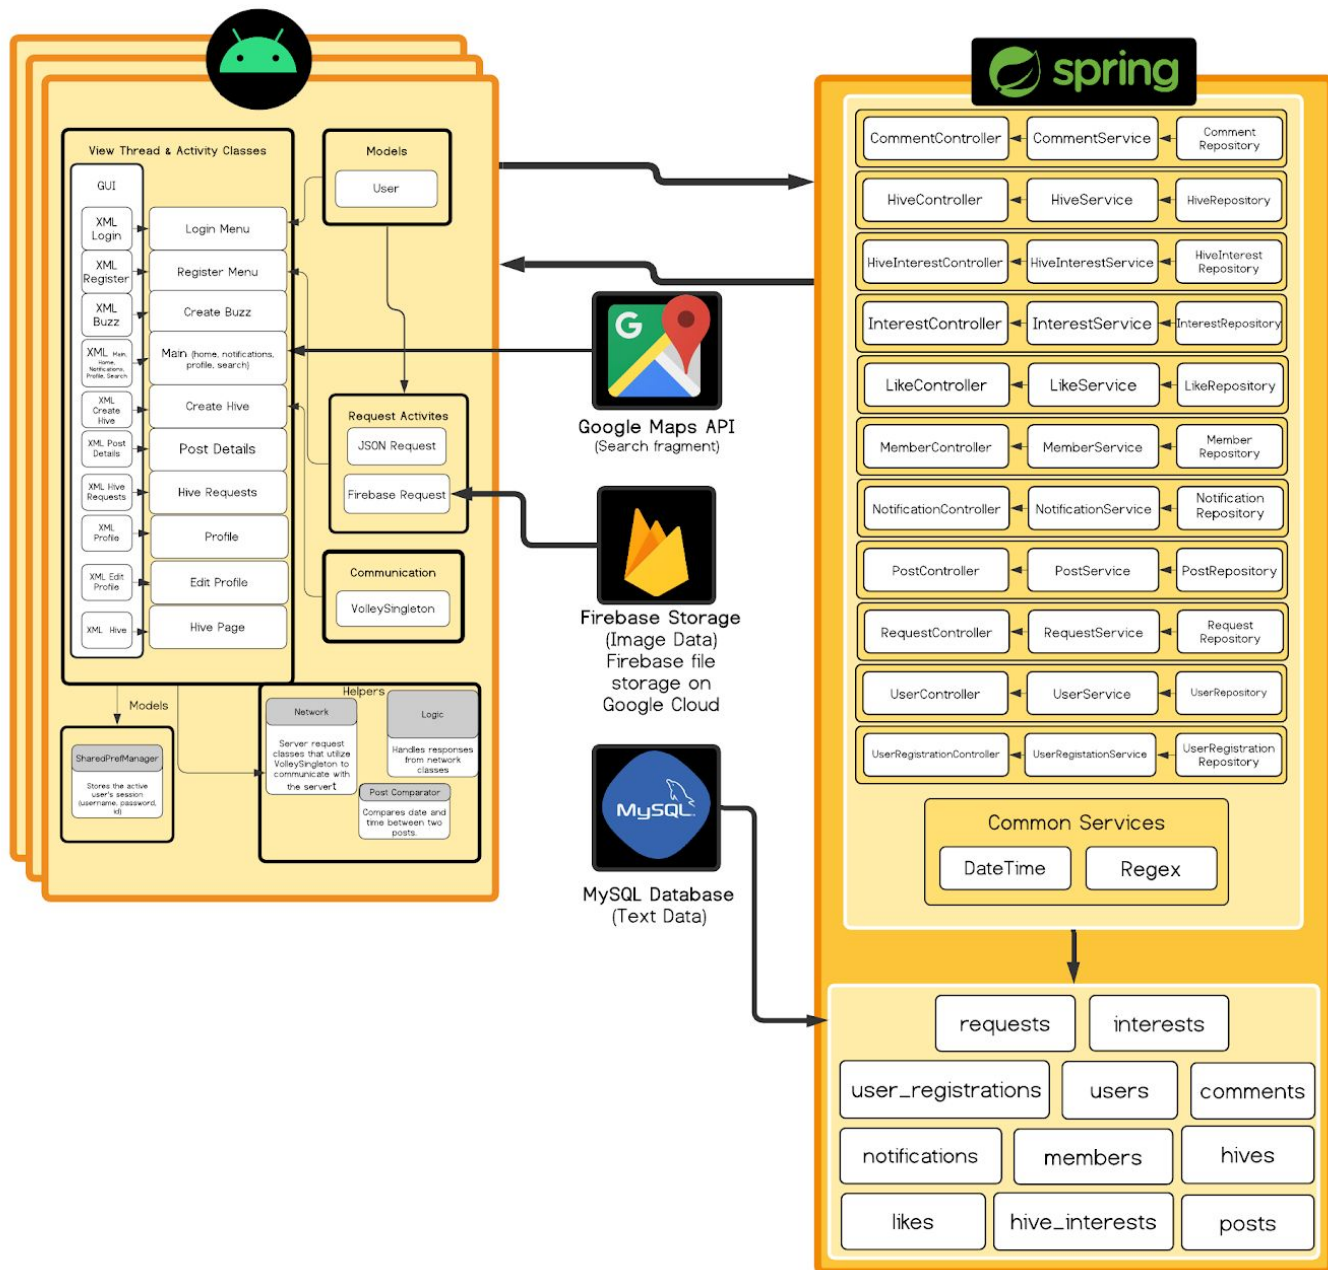 spring
View Thread & Activity Classes
GUI
XML
Login
Login Menu
XML
Register
Register Menu
XML
Buzz
Create Buzz
XML Main,
Home,
Notifications,
Profile, Search
Main (home, notifications,
profile, search)
XML
Create
Hive
Create Hive
XML Post
Details
Post Details
XML Hive
Requests
Hive Requests
XML
Profile
Profile
XML Edit
Profile
Edit Profile
XML Hive
Hive Page
Models
User
Request Activites
JSON Request
Firebase Request
Communication
VolleySingleton
Models
SharedPrefManager
Stores the active
user's session
(username, password,
id)
Helpers
Network
Server request
classes that utilize
VolleySingleton to
communicate with
the servert
Logic
Handles responses
from network
classes
Post Comparator
Compares date and
time between two
posts.
G
Google Maps API
(Search fragment)
Firebase Storage
(Image Data)
Firebase file
storage on
Google Cloud
MySQL
MySQL Database
(Text Data)
CommentController
CommentService
Comment
Repository
HiveController
HiveService
HiveRepository
HiveInterestController
HiveInterestService
HiveInterest
Repository
InterestController
InterestService
InterestRepository
LikeController
LikeService
LikeRepository
MemberController
MemberService
Member
Repository
NotificationController
NotificationService
Notification
Repository
PostController
PostService
PostRepository
RequestController
RequestService
Request
Repository
UserController
UserService
UserRepository
UserRegistrationController
UserRegistationService
UserRegistration
Repository
Common Services
DateTime
Regex
requests
interests
user_registrations
users
comments
notifications
members
hives
likes
hive_interests
posts